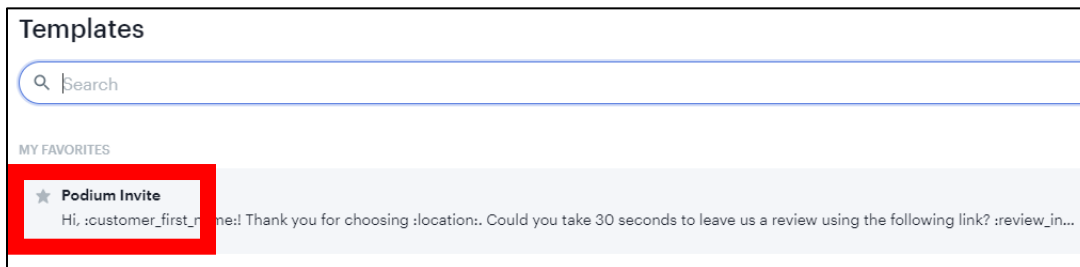 Templates
Search
MY FAVORITES
Podium Invite
Hi, :customer_first_n me:! Thank you for choosing :location:. Could you take 30 seconds to leave us a review using the following link? :review_in...